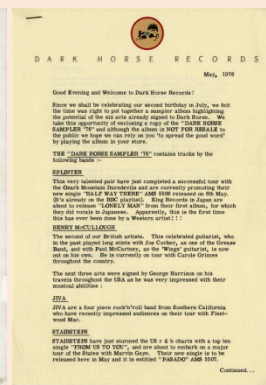 DARK HORSE RECORDS
May, 1976
Good Evening and Welcome to Dark Horse Records!
Since we shall be celebrating our second birthday in July, we felt
the time was right to put together a sampler album highlighting
the potential of the six acts already signed to Dark Horse. We
take this opportunity of enclosing a copy of the "DARK HORSE
SAMPLER '76" and although the album is NOT FOR RESALE to
the public we hope we can rely on you 'to spread the good word'
by playing the album in your store.
THE "DARK HORSE SAMPLER '76" contains tracks by the
following bands :-
SPLINTER
This very talented pair have just completed a successful tour with
the Ozark Mountain Daredevils and are currently promoting their
new single "HALF WAY THERE" AMS 5506 released on 6th May.
(It's already on the BBC playlist). King Records in Japan are
about to release "LONELY MAN" from their first album, for which
they did vocals in Japanese. Apparently, this is the first time
this has ever been done by a Western artist!!!
HENRY McCULLOUGH
The second of our British artists. This celebrated guitarist, who
in the past played long stints with Joe Cocker, as one of the Grease
Band, and with Paul McCartney, as the "Wings" guitarist, is now
out on his own. He is currently on tour with Carole Grimes
throughout the country.
The next three acts were signed by George Harrison on his
travels throughout the USA as he was very impressed with their
musical abilities :
JIVA
JIVA are a four piece rock'n'roll band from Southern California
who have recently impressed audiences on their tour with Fleet-
wood Mac.
STAIRSTEPS
STAIRSTEPS have just stormed the US r & b charts with a top ten
single "FROM US TO YOU", and are about to embark on a major
tour of the States with Marvin Gaye. Their new single is to be
released here in May and it is entitled "PASADO" AMS 5507.
Continued...